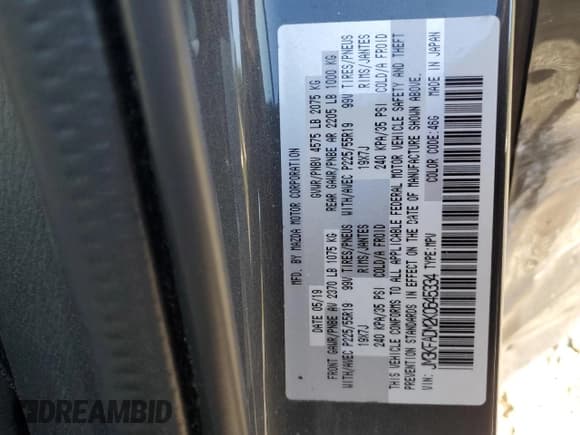 MFD. BY MAZDA MOTOR CORPORATION
DATE 05/19 GVWR/PNBV 4575 LB 2075 KG
FRONT GAWR/PNBE AV 2370 LB 1075 KG REAR GAWR/PNBE AR 2205 LB 1000 KG
WITH/AVEC P225/55R19 99V TIRES/PNEUS WITH/AVEC P225/55R19 99V TIRES/PNEUS
19X7J RIMS/JANTES 19X7J RIMS/JANTES
240 KPA/35 PSI COLD/A FROID 240 KPA/35 PSI COLD/A FROID
THIS VEHICLE CONFORMS TO ALL APPLICABLE FEDERAL MOTOR VEHICLE SAFETY AND THEFT
PREVENTION STANDARDS IN EFFECT ON THE DATE OF MANUFACTURE SHOWN ABOVE.
COLOR CODE:46G MADE IN JAPAN
VIN: JM3KFADM2K0545334 TYPE:MPV
DREAMBID